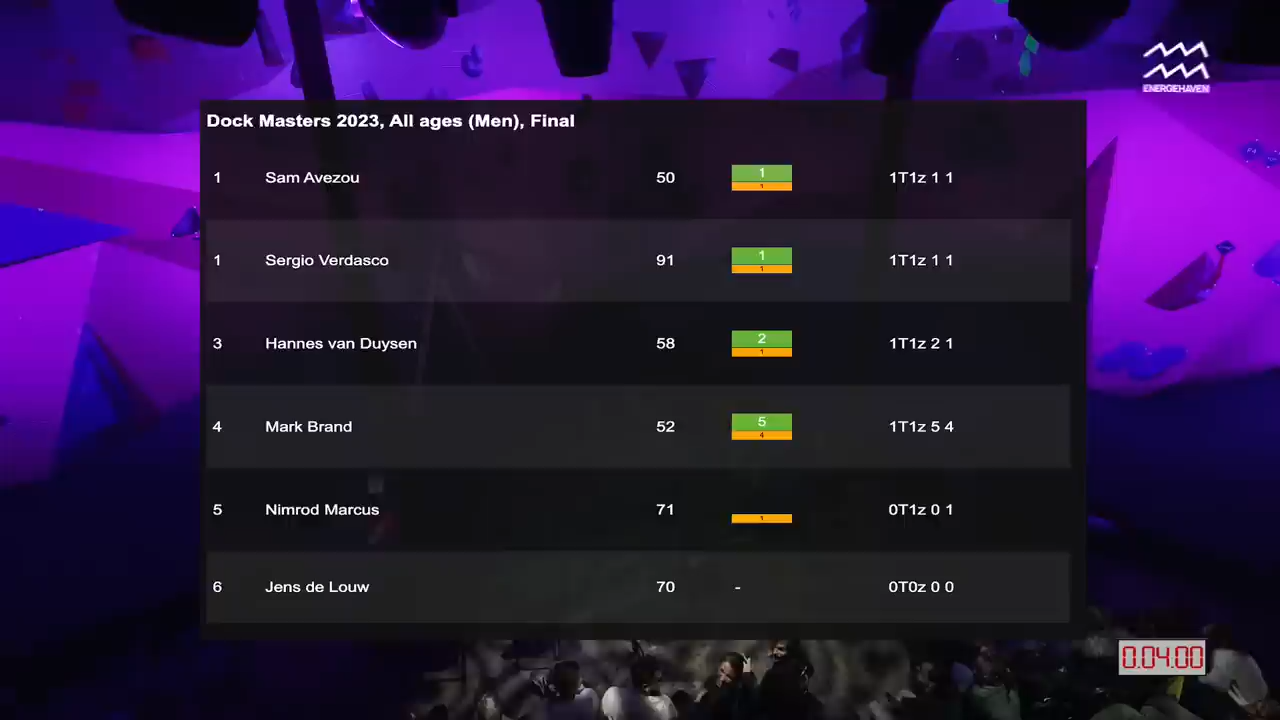 ENERGIEHAVEN
Dock Masters 2023, All ages (Men), Final
1 Sam Avezou 50 1 1 1T1z 1 1
1 Sergio Verdasco 91 1 1 1T1z 1 1
3 Hannes van Duysen 58 2 1 1T1z 2 1
4 Mark Brand 52 5 4 1T1z 5 4
5 Nimrod Marcus 71 1 0T1z 0 1
6 Jens de Louw 70 - 0T0z 0 0
0.04:00